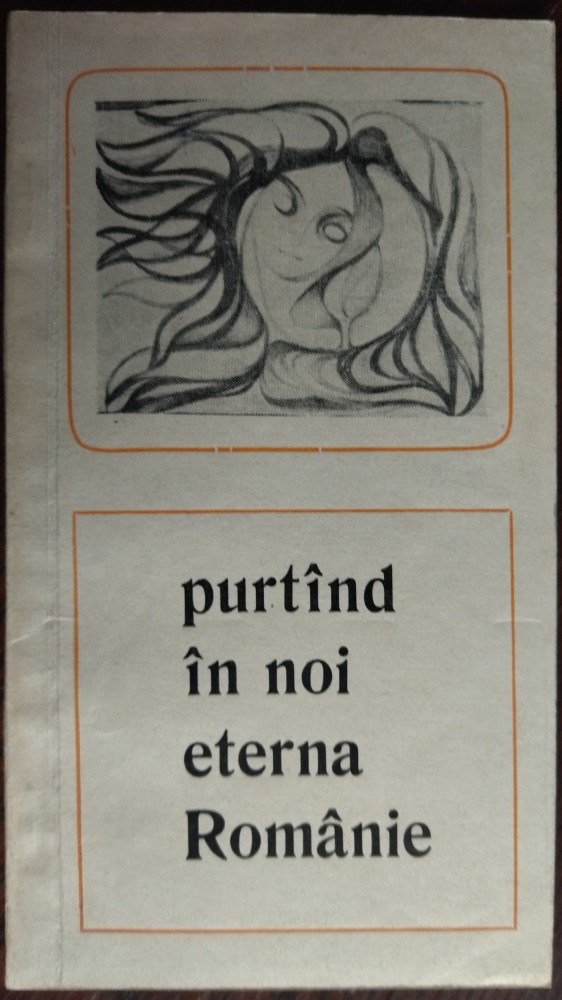 purtînd
în noi
eterna
Românie